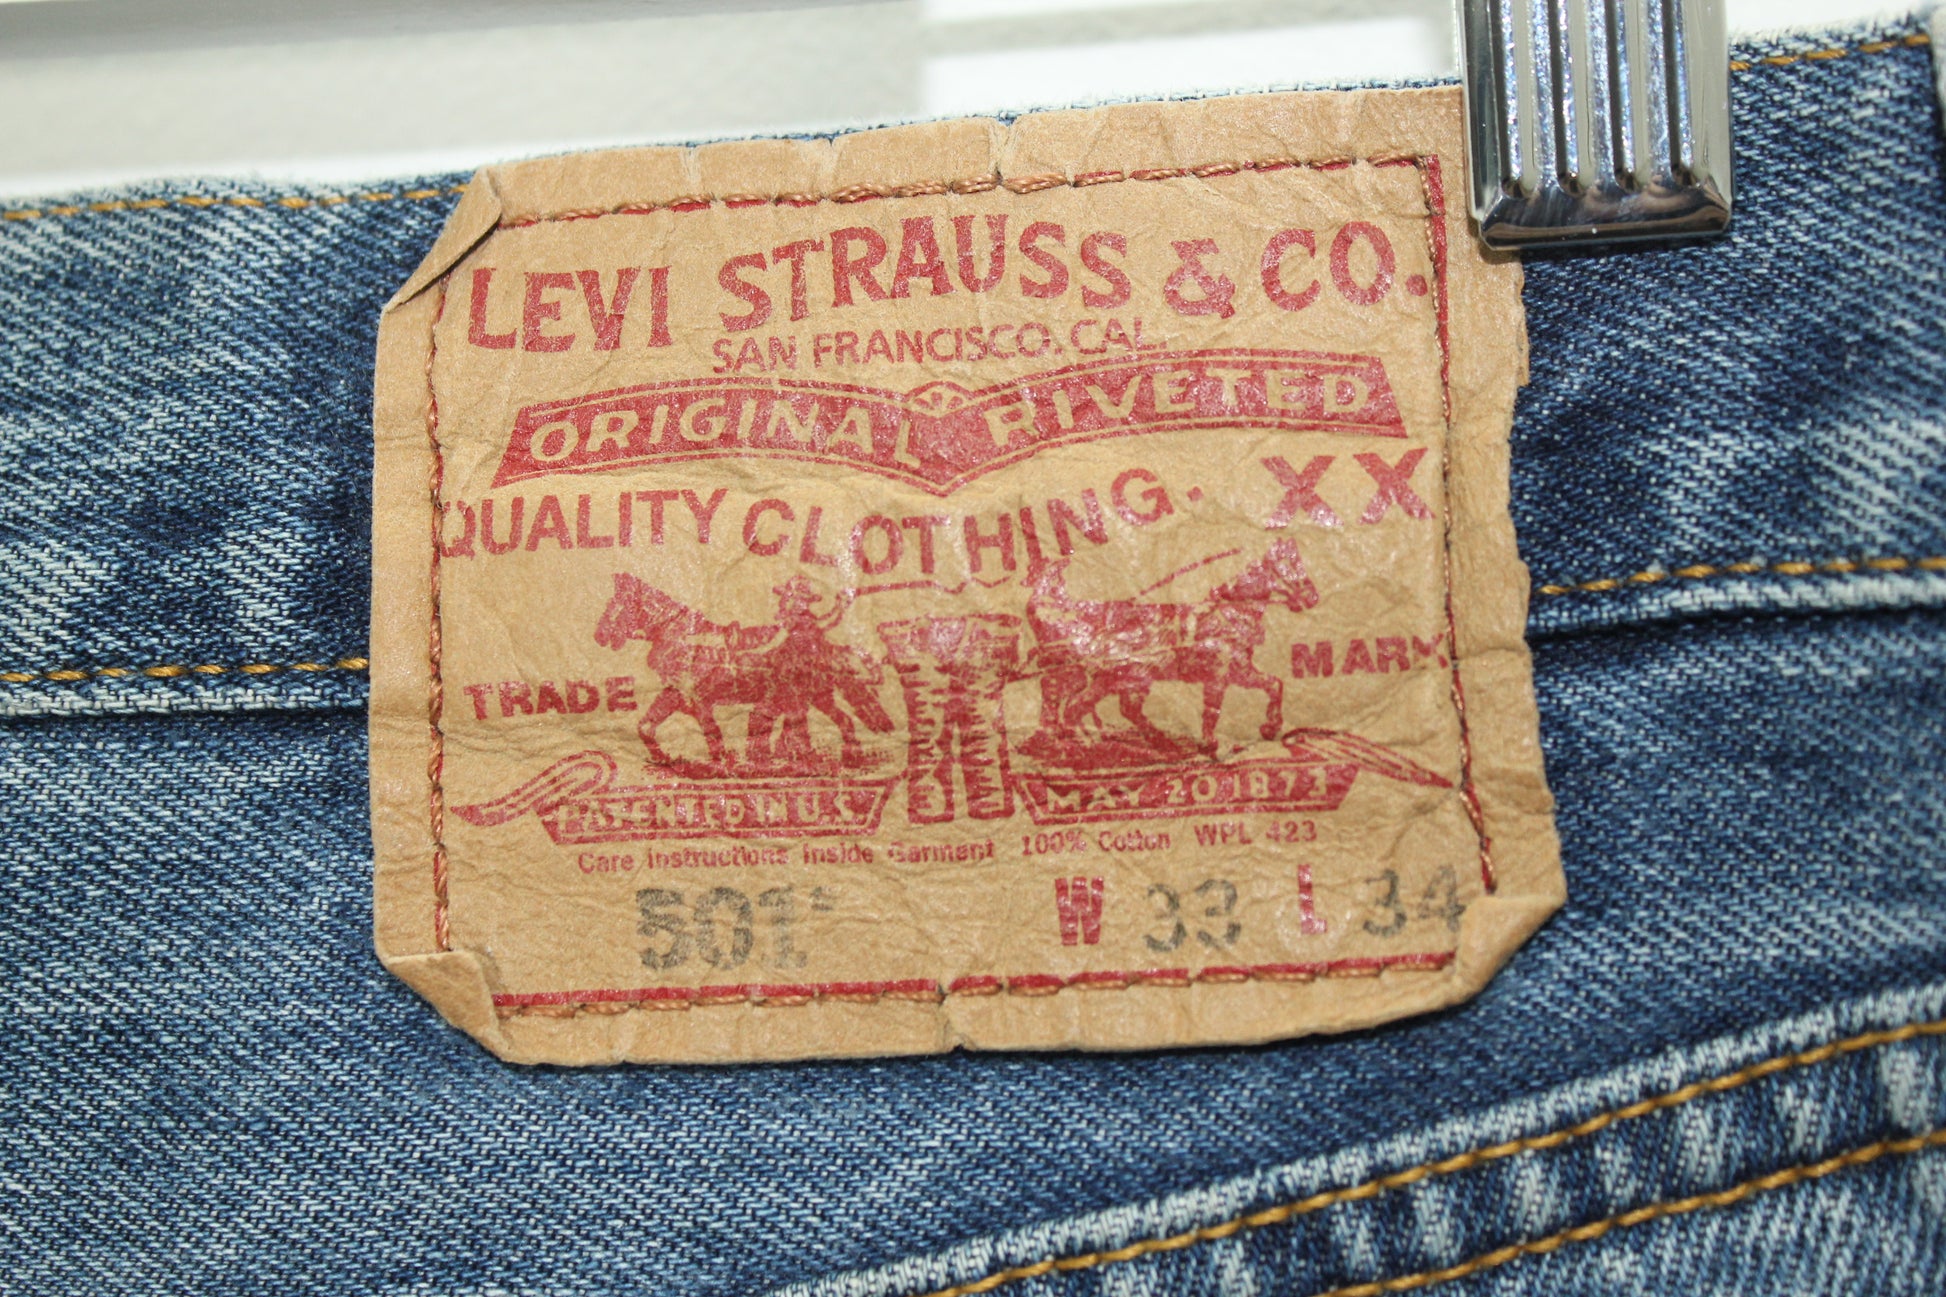 LEVI STRAUSS & CO.
SAN FRANCISCO. CAL.
ORIGINAL RIVETED
QUALITY CLOTHING. XX
TRADE MARK
PATENTED IN U.S. MAY 20 1873
Care Instructions Inside Garment 100% Cotton WPL 423
501 W 33 L 34